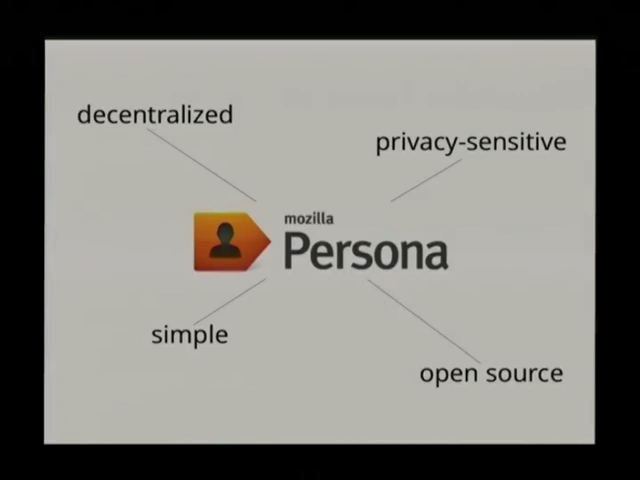 decentralized
privacy-sensitive
mozilla
Persona
simple
open source